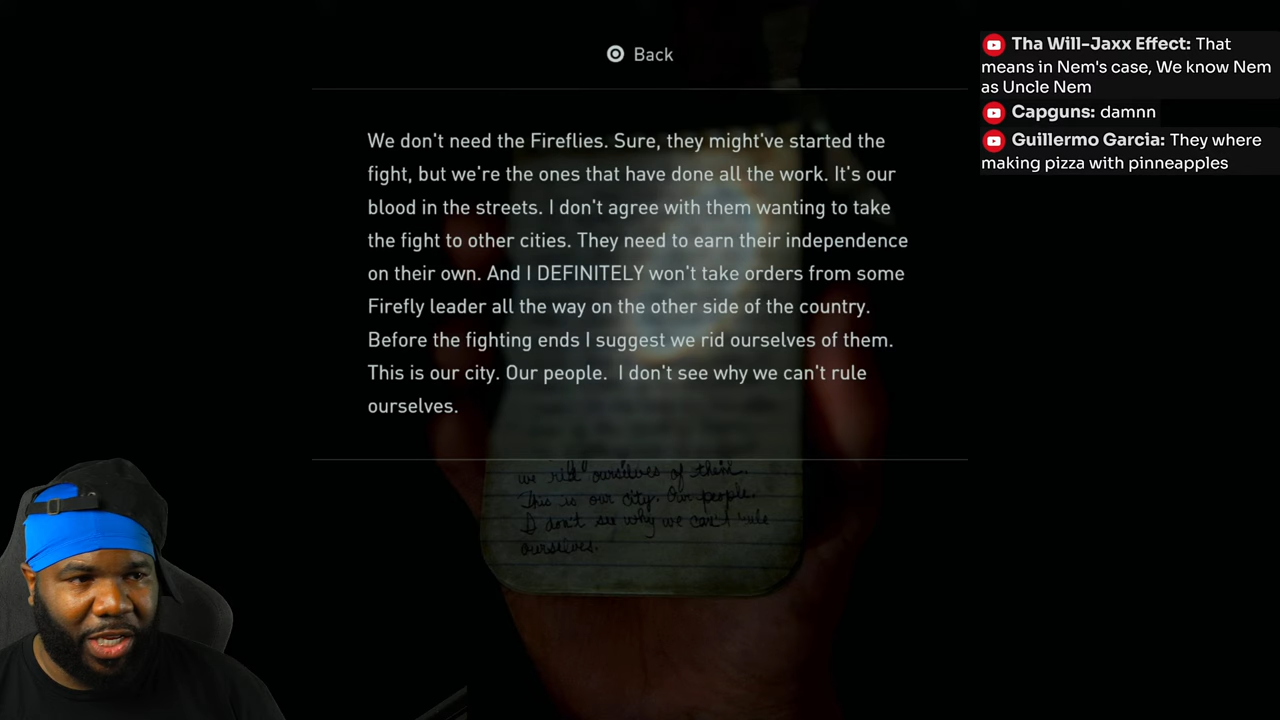 Back
We don't need the Fireflies. Sure, they might've started the
fight, but we're the ones that have done all the work. It's our
blood in the streets. I don't agree with them wanting to take
the fight to other cities. They need to earn their independence
on their own. And I DEFINITELY won't take orders from some
Firefly leader all the way on the other side of the country.
Before the fighting ends I suggest we rid ourselves of them.
This is our city. Our people.  I don't see why we can't rule
ourselves.
we rid ourselves of them.
This is our city. Our people.
I don't see why we can't rule
ourselves.
Tha Will-Jaxx Effect: That
means in Nem's case, We know Nem
as Uncle Nem
Capguns: damnn
Guillermo Garcia: They where
making pizza with pinneapples